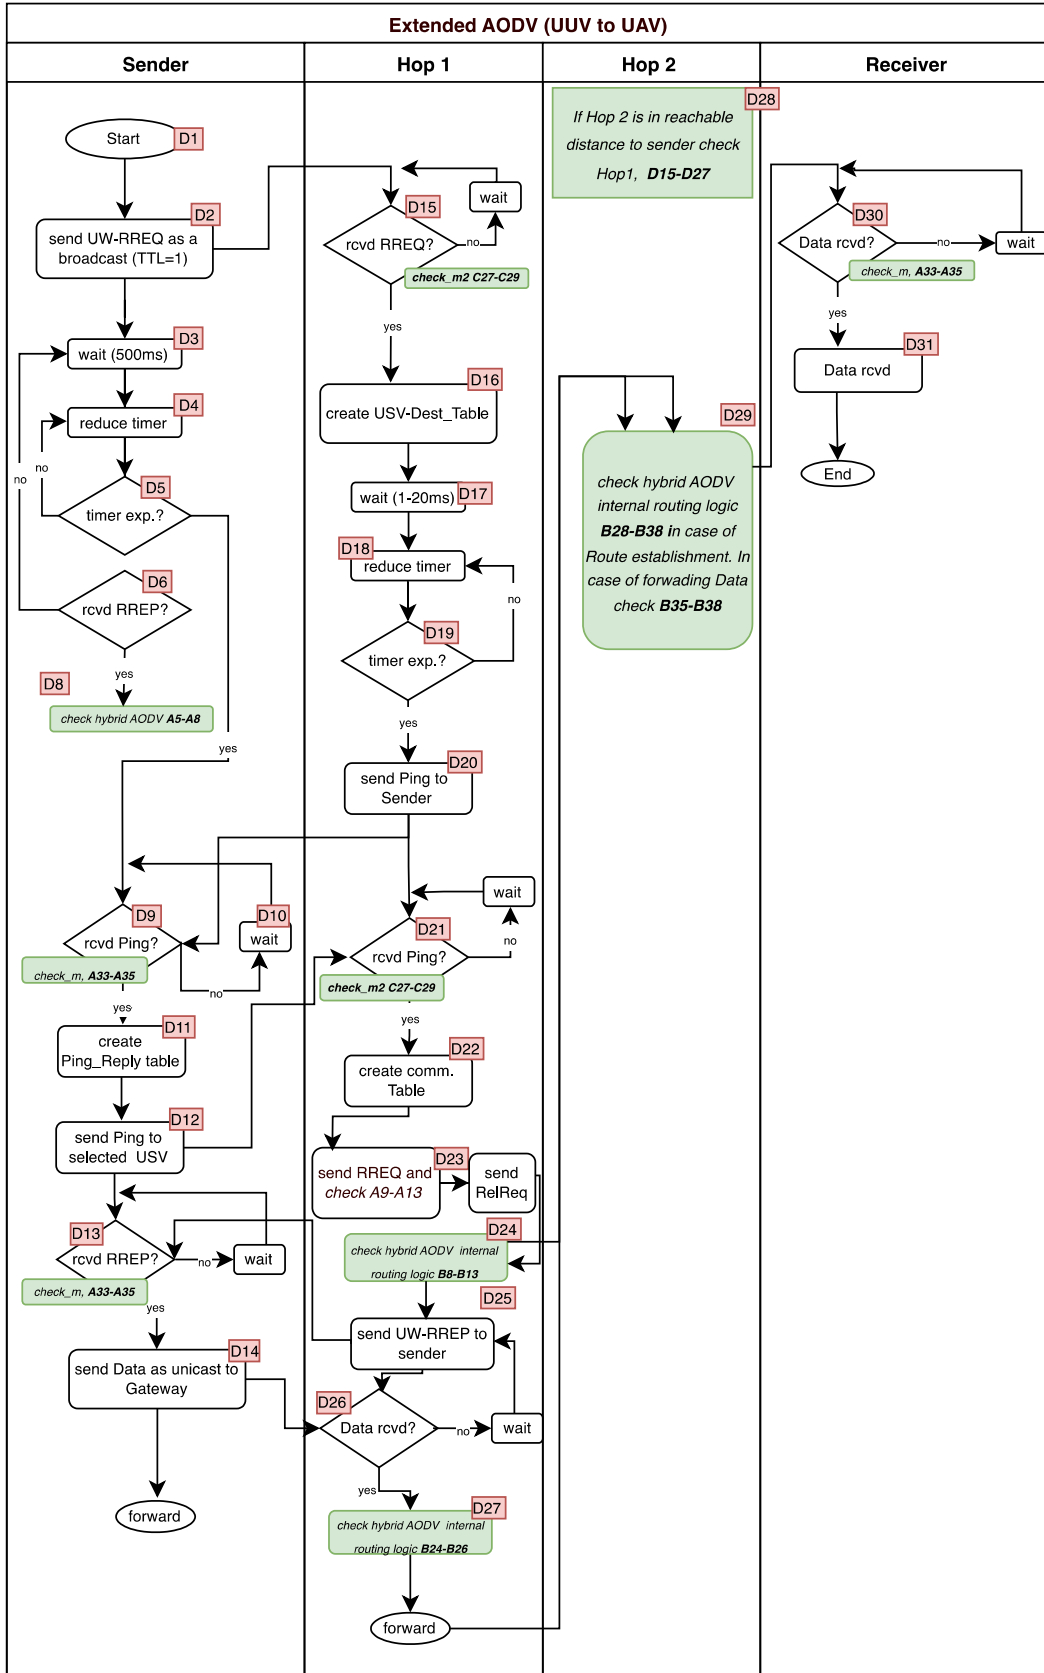 Extended AODV (UUV to UAV)
Sender
Hop 1
Hop 2
Receiver
Start
D1
D2
send UW-RREQ as a
broadcast (TTL=1)
D3
wait (500ms)
D4
reduce timer
no
no
D5
timer exp.?
D6
rcvd RREP?
yes
D8
check hybrid AODV A5-A8
yes
D9
rcvd Ping?
check_m, A33-A35
D10
wait
no
yes
D11
create
Ping_Reply table
D12
send Ping to
selected USV
D13
rcvd RREP?
check_m, A33-A35
no
wait
yes
D14
send Data as unicast to
Gateway
forward
wait
D15
rcvd RREQ?
no
check_m2 C27-C29
yes
D16
create USV-Dest_Table
D17
wait (1-20ms)
D18
reduce timer
no
D19
timer exp.?
yes
D20
send Ping to
Sender
wait
D21
rcvd Ping?
no
check_m2 C27-C29
yes
D22
create comm.
Table
D23
send RREQ and
check A9-A13
send
RelReq
D24
check hybrid AODV internal
routing logic B8-B13
D25
send UW-RREP to
sender
D26
Data rcvd?
no
wait
yes
D27
check hybrid AODV internal
routing logic B24-B26
forward
D28
If Hop 2 is in reachable
distance to sender check
Hop1, D15-D27
D29
check hybrid AODV
internal routing logic
B28-B38 in case of
Route establishment. In
case of forwading Data
check B35-B38
D30
Data rcvd?
no
wait
check_m, A33-A35
yes
D31
Data rcvd
End